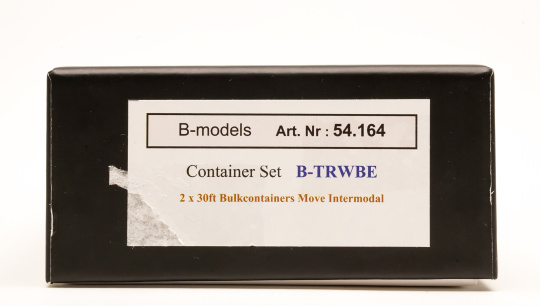 B-models Art. Nr : 54.164
Container Set B-TRWBE
2 x 30ft Bulkcontainers Move Intermodal